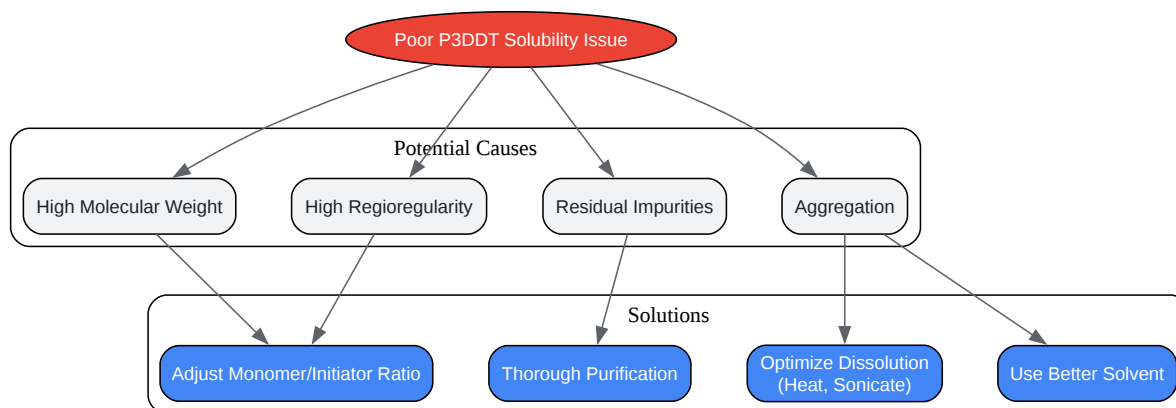 Poor P3DDT Solubility Issue
Potential Causes
High Molecular Weight
High Regioregularity
Residual Impurities
Aggregation
Solutions
Adjust Monomer/Initiator Ratio
Thorough Purification
Optimize Dissolution
(Heat, Sonicate)
Use Better Solvent